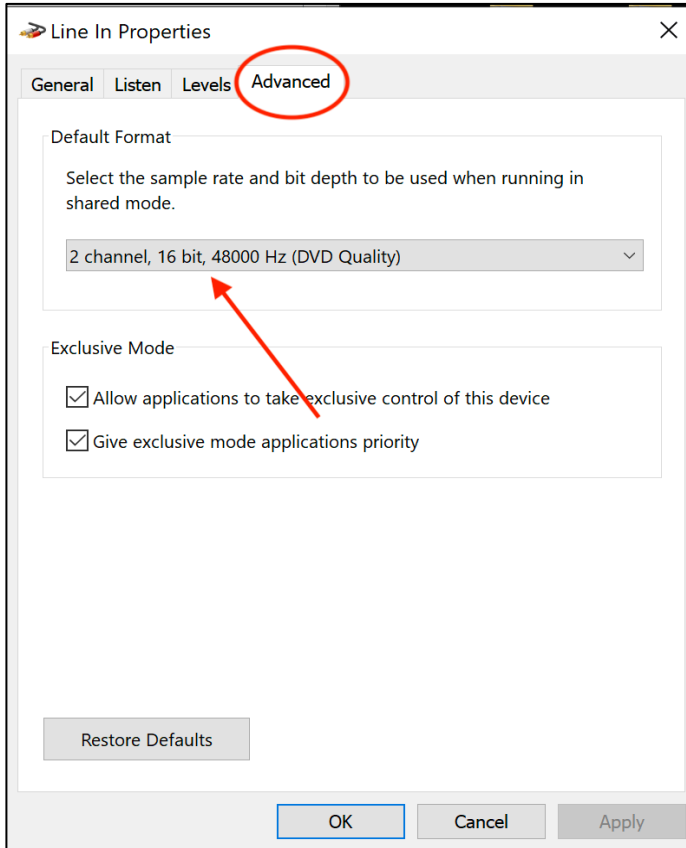 Line In Properties
General Listen Levels Advanced
Default Format
Select the sample rate and bit depth to be used when running in
shared mode.
2 channel, 16 bit, 48000 Hz (DVD Quality)
Exclusive Mode
Allow applications to take exclusive control of this device
Give exclusive mode applications priority
Restore Defaults
OK Cancel Apply